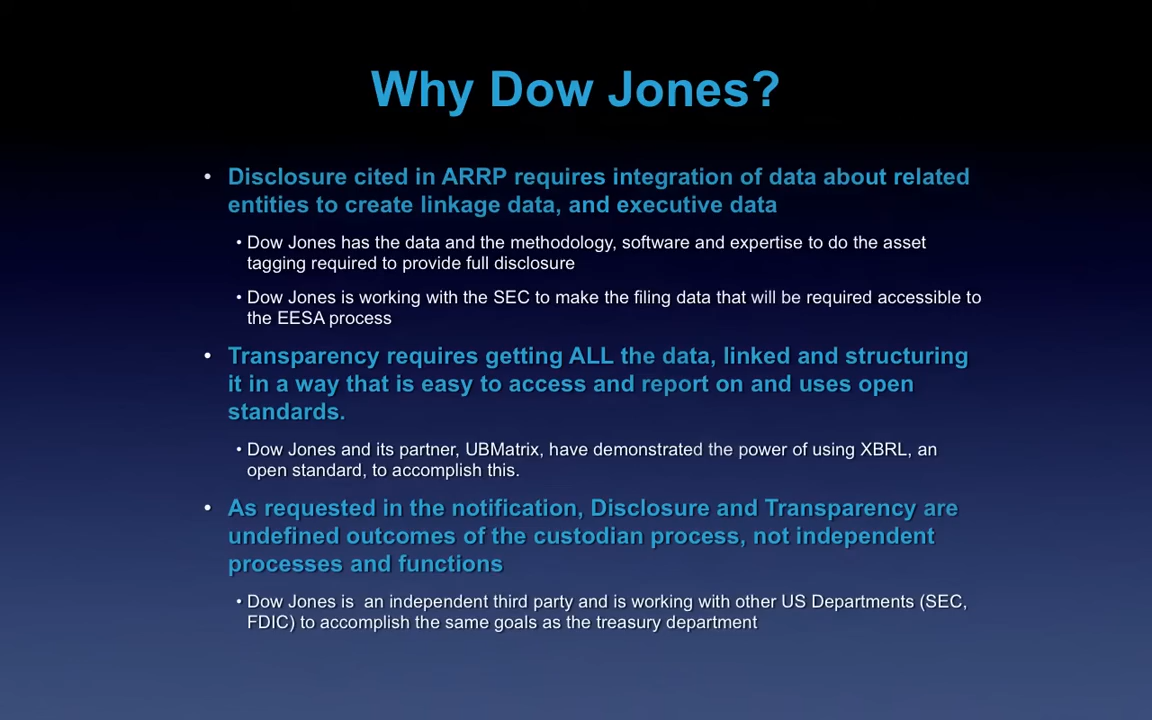 Why Dow Jones?
• Disclosure cited in ARRP requires integration of data about related
entities to create linkage data, and executive data
• Dow Jones has the data and the methodology, software and expertise to do the asset
tagging required to provide full disclosure
• Dow Jones is working with the SEC to make the filing data that will be required accessible to
the EESA process
• Transparency requires getting ALL the data, linked and structuring
it in a way that is easy to access and report on and uses open
standards.
• Dow Jones and its partner, UBMatrix, have demonstrated the power of using XBRL, an
open standard, to accomplish this.
• As requested in the notification, Disclosure and Transparency are
undefined outcomes of the custodian process, not independent
processes and functions
• Dow Jones is  an independent third party and is working with other US Departments (SEC,
FDIC) to accomplish the same goals as the treasury department